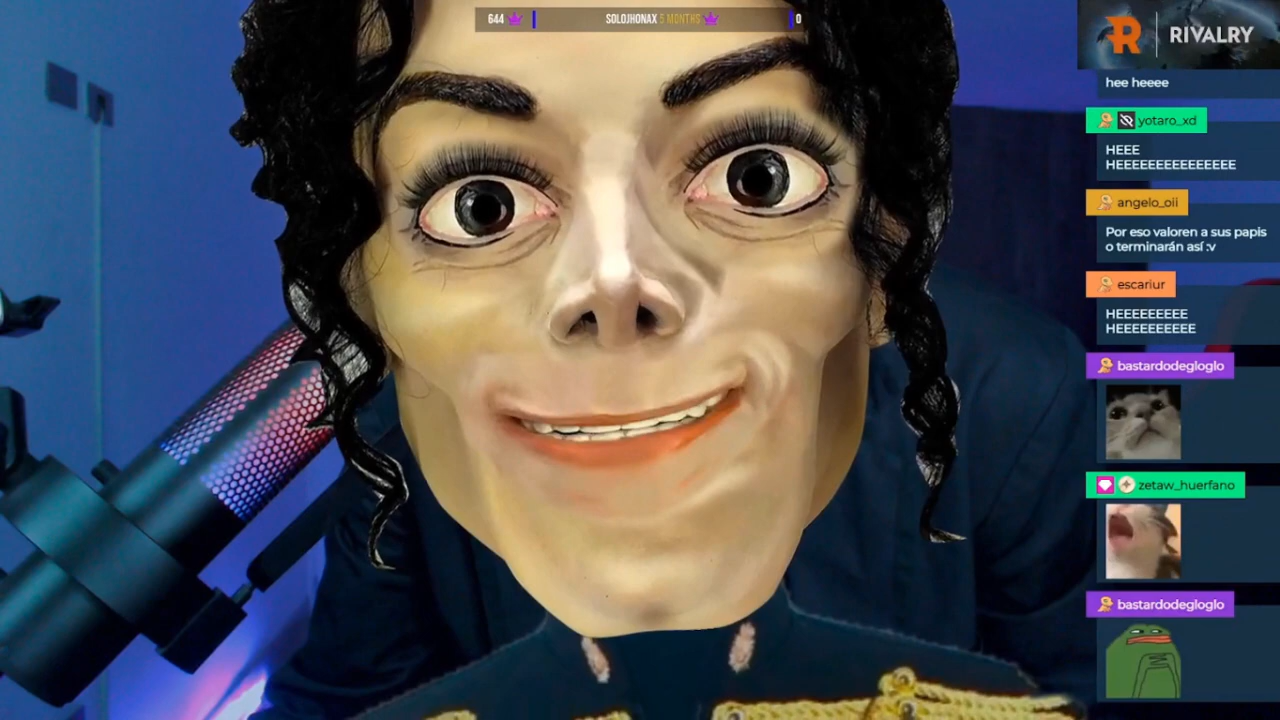 644
SOLOJHONAX 5 MONTHS
0
RIVALRY
hee heeee
yotaro_xd
HEEE
HEEEEEEEEEEEEEEE
angelo_oii
Por eso valoren a sus papis
o terminarán así :v
escariur
HEEEEEEEEE
HEEEEEEEEEEE
bastardodegloglo
zetaw_huerfano
bastardodegloglo